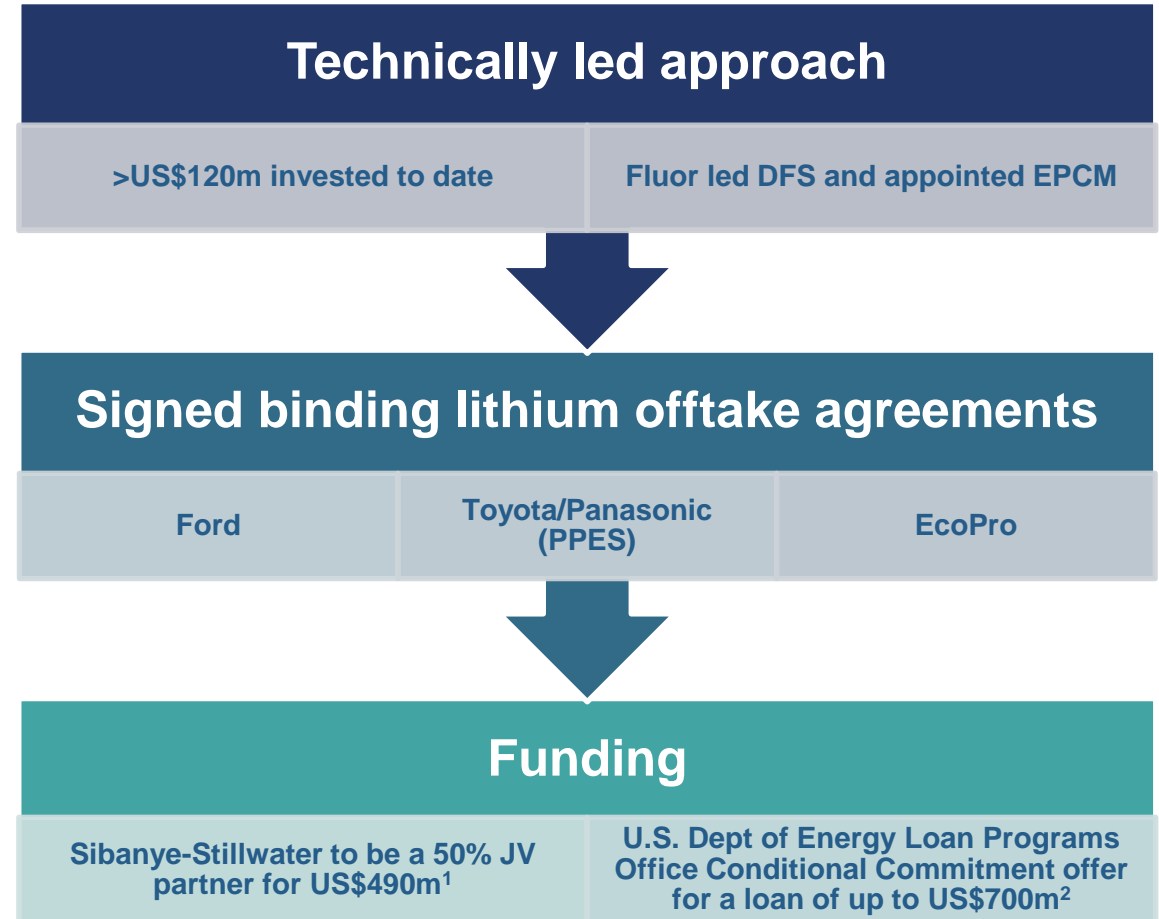 Technically led approach
>US$120m invested to date
Fluor led DFS and appointed EPCM
Signed binding lithium offtake agreements
Ford
Toyota/Panasonic
(PPES)
EcoPro
Funding
Sibanye-Stillwater to be a 50% JV
partner for US$490m¹
U.S. Dept of Energy Loan Programs
Office Conditional Commitment offer
for a loan of up to US$700m²